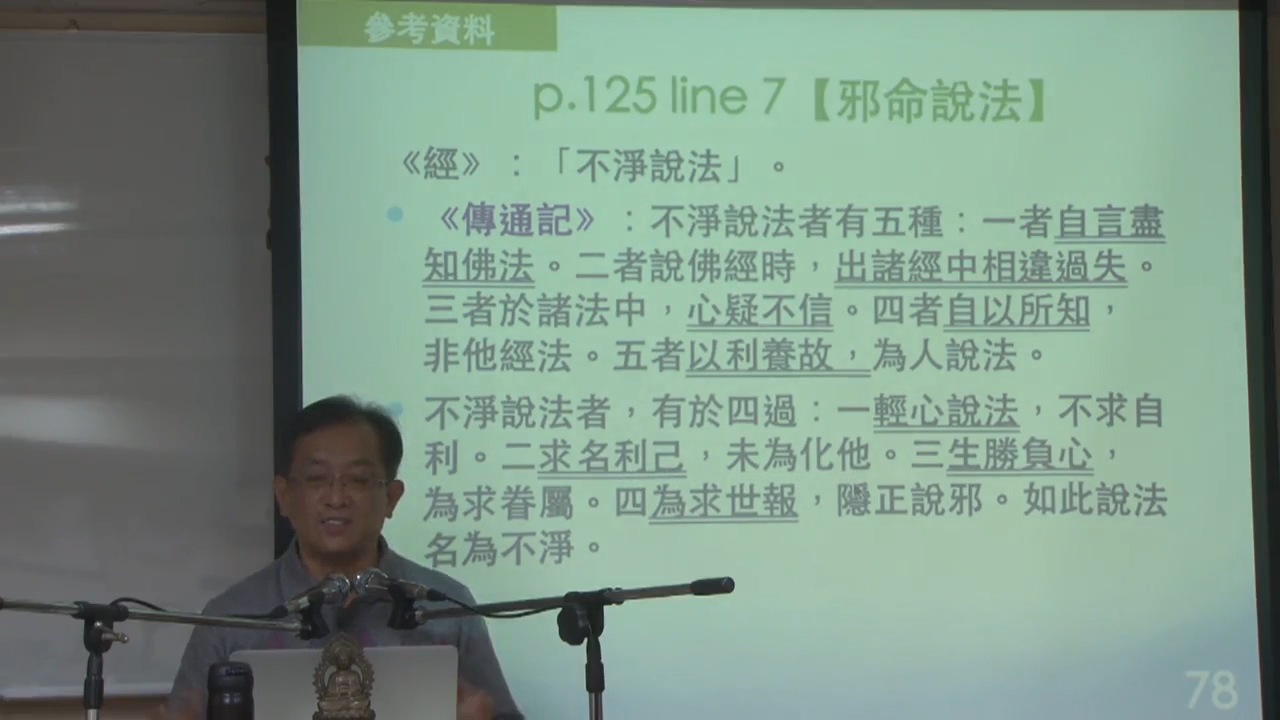 參考資料
p.125 line 7【邪命說法】
《經》：「不淨說法」。
• 《傳通記》：不淨說法者有五種：一者自言盡
知佛法。二者說佛經時，出諸經中相違過失。
三者於諸法中，心疑不信。四者自以所知，
非他經法。五者以利養故，為人說法。
不淨說法者，有於四過：一輕心說法，不求自
利。二求名利己，未為化他。三生勝負心，
為求眷屬。四為求世報，隱正說邪。如此說法
名為不淨。
78